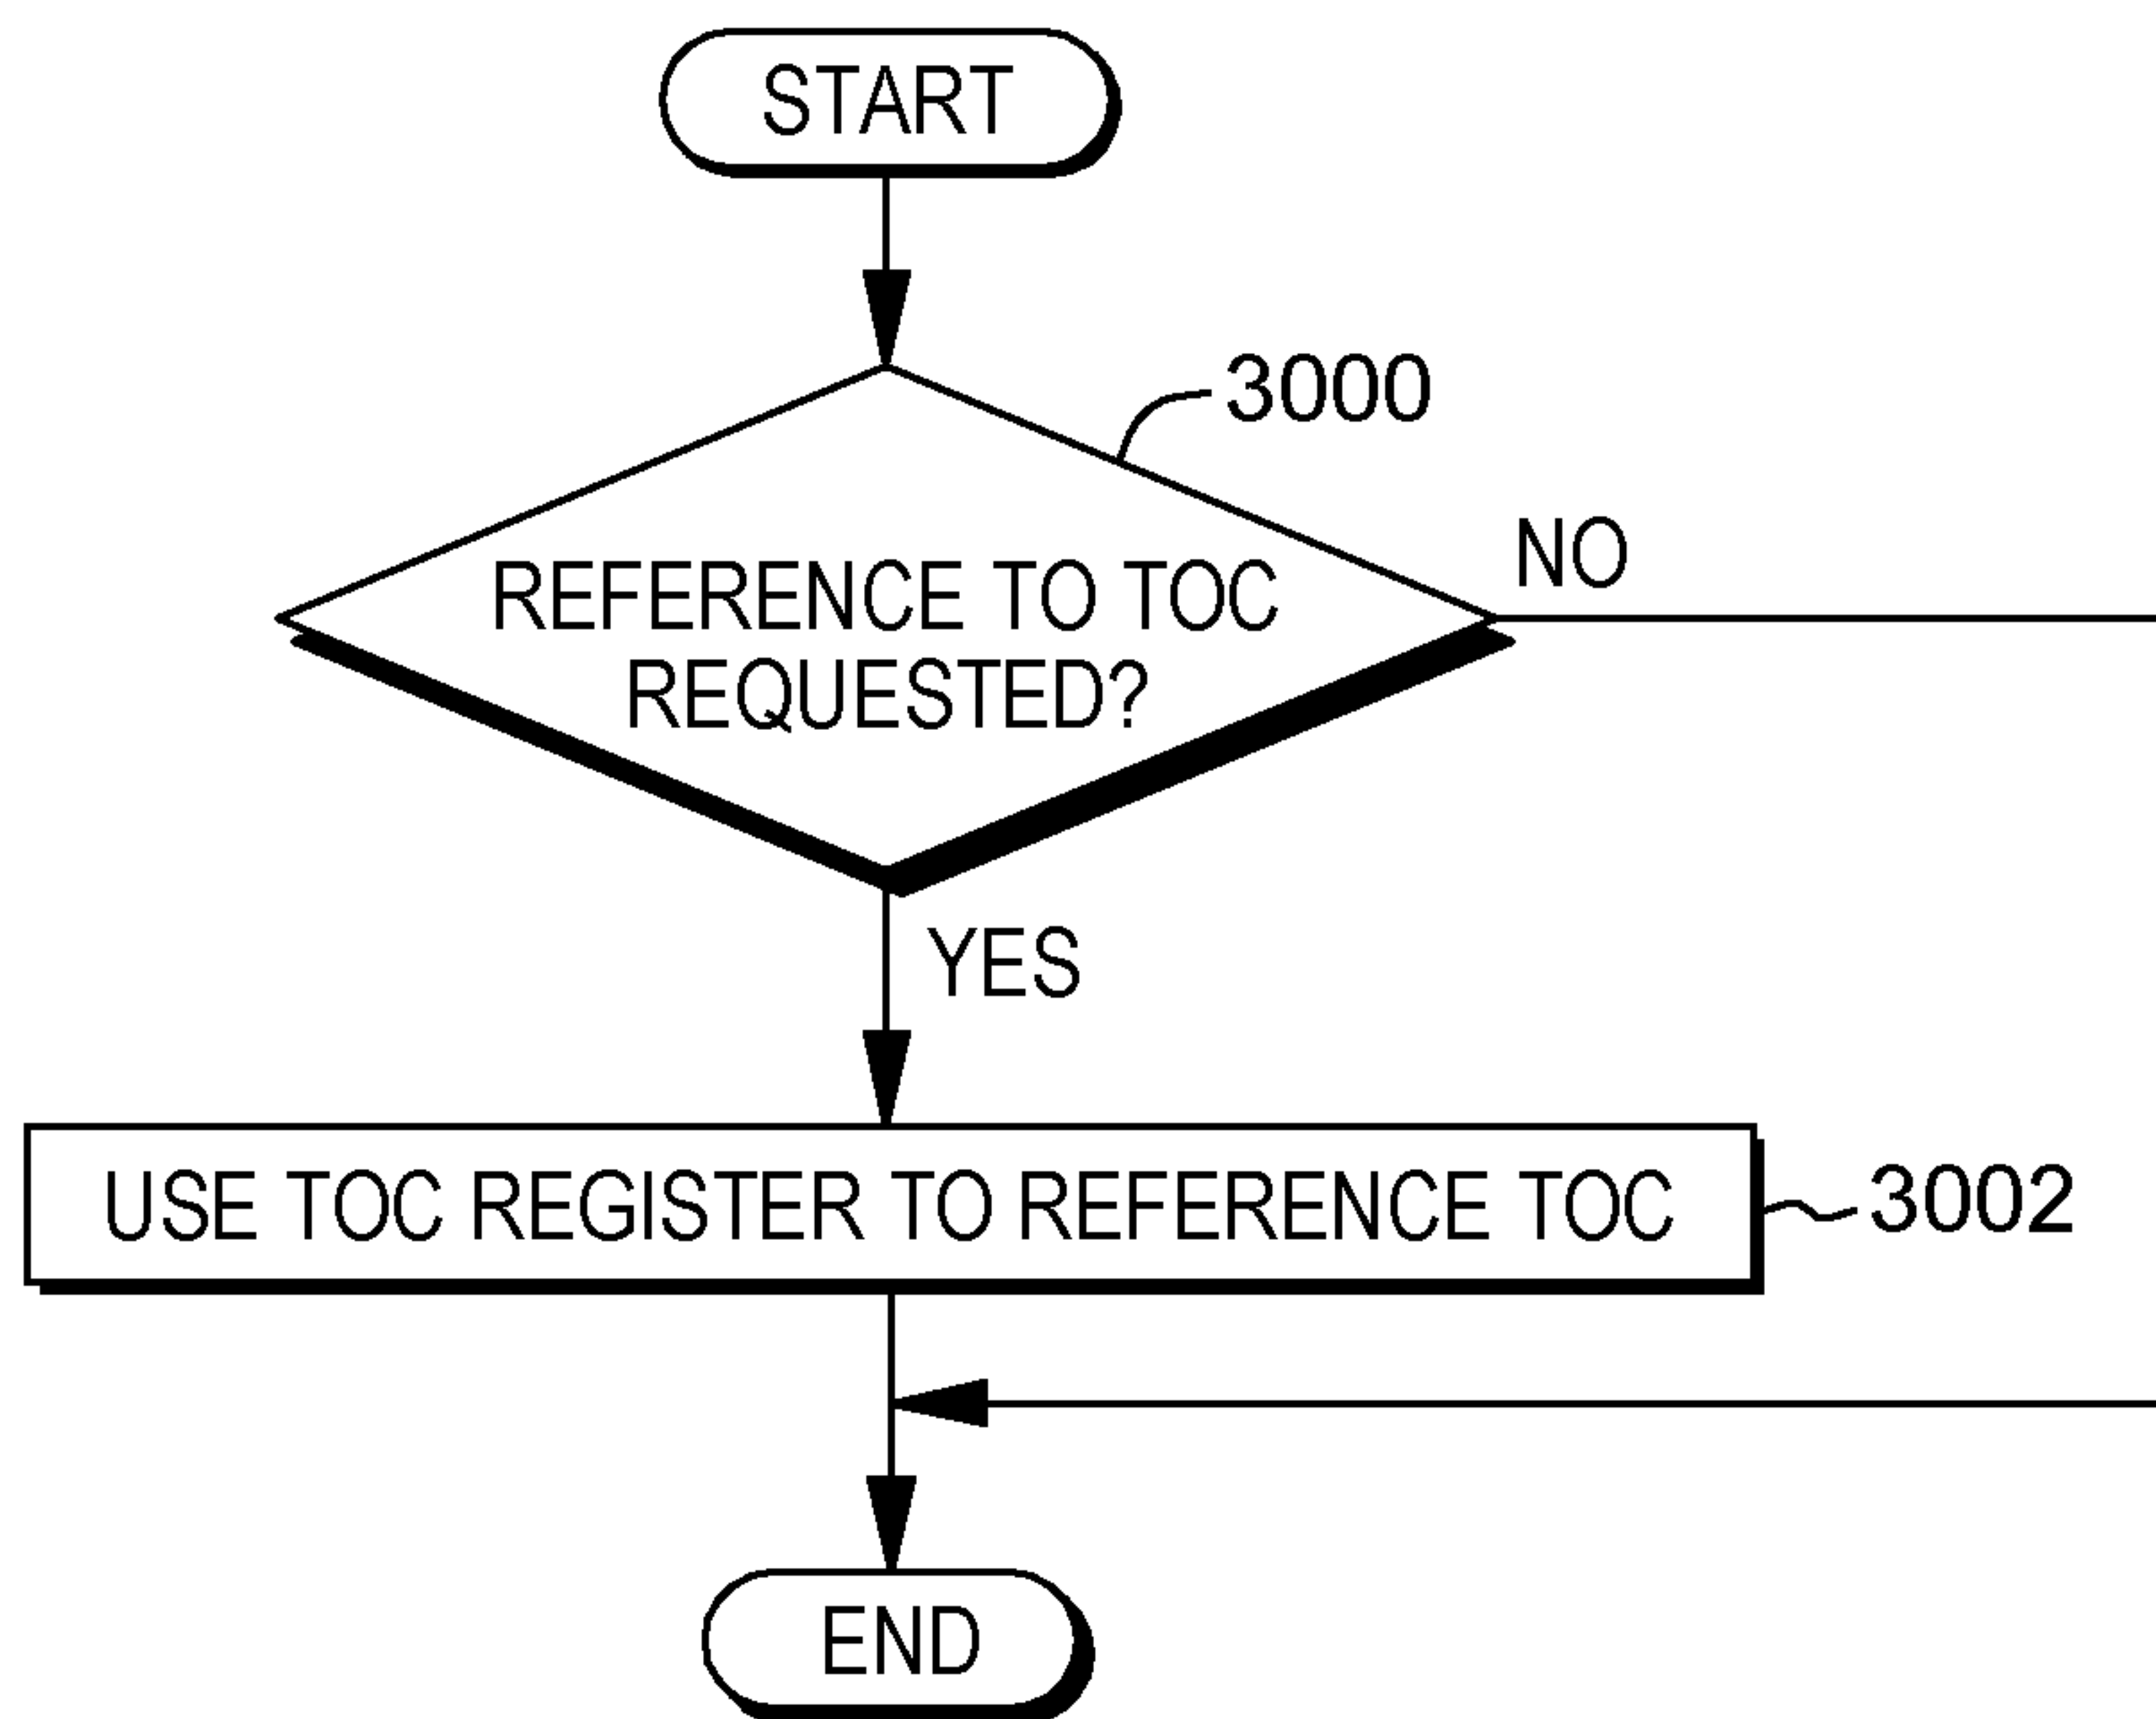 START
3000
NO
REFERENCE TO TOC
REQUESTED?
YES
USE TOC REGISTER TO REFERENCE TOC
3002
END